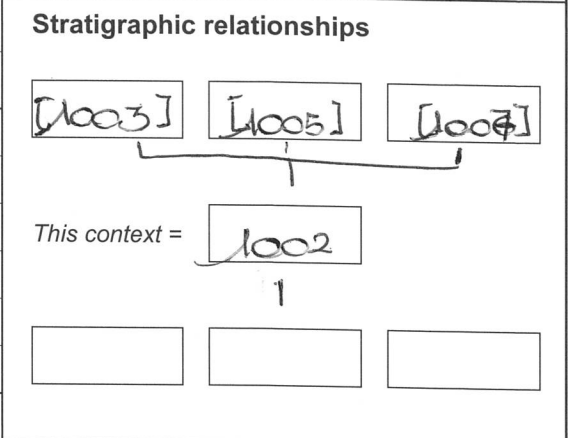 Stratigraphic relationships
[1003] [1005]
This context = 1002